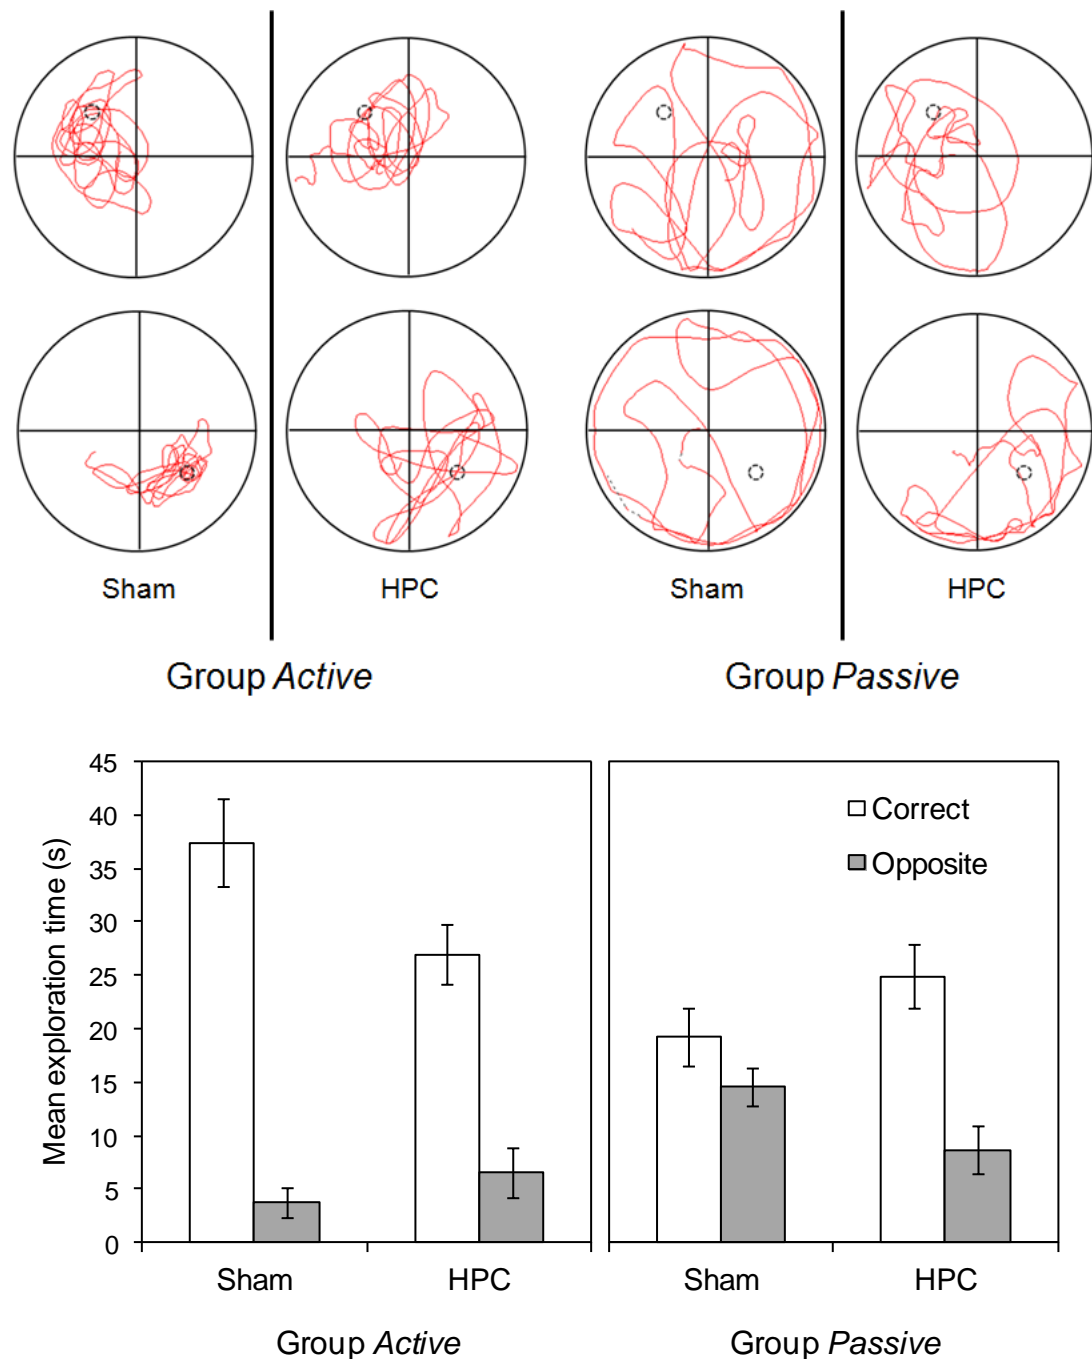 Sham HPC Sham HPC
Group Active Group Passive
Mean exploration time (s)
45
40
35
30
25
20
15
10
5
0
Correct
Opposite
Sham HPC Sham HPC
Group Active Group Passive